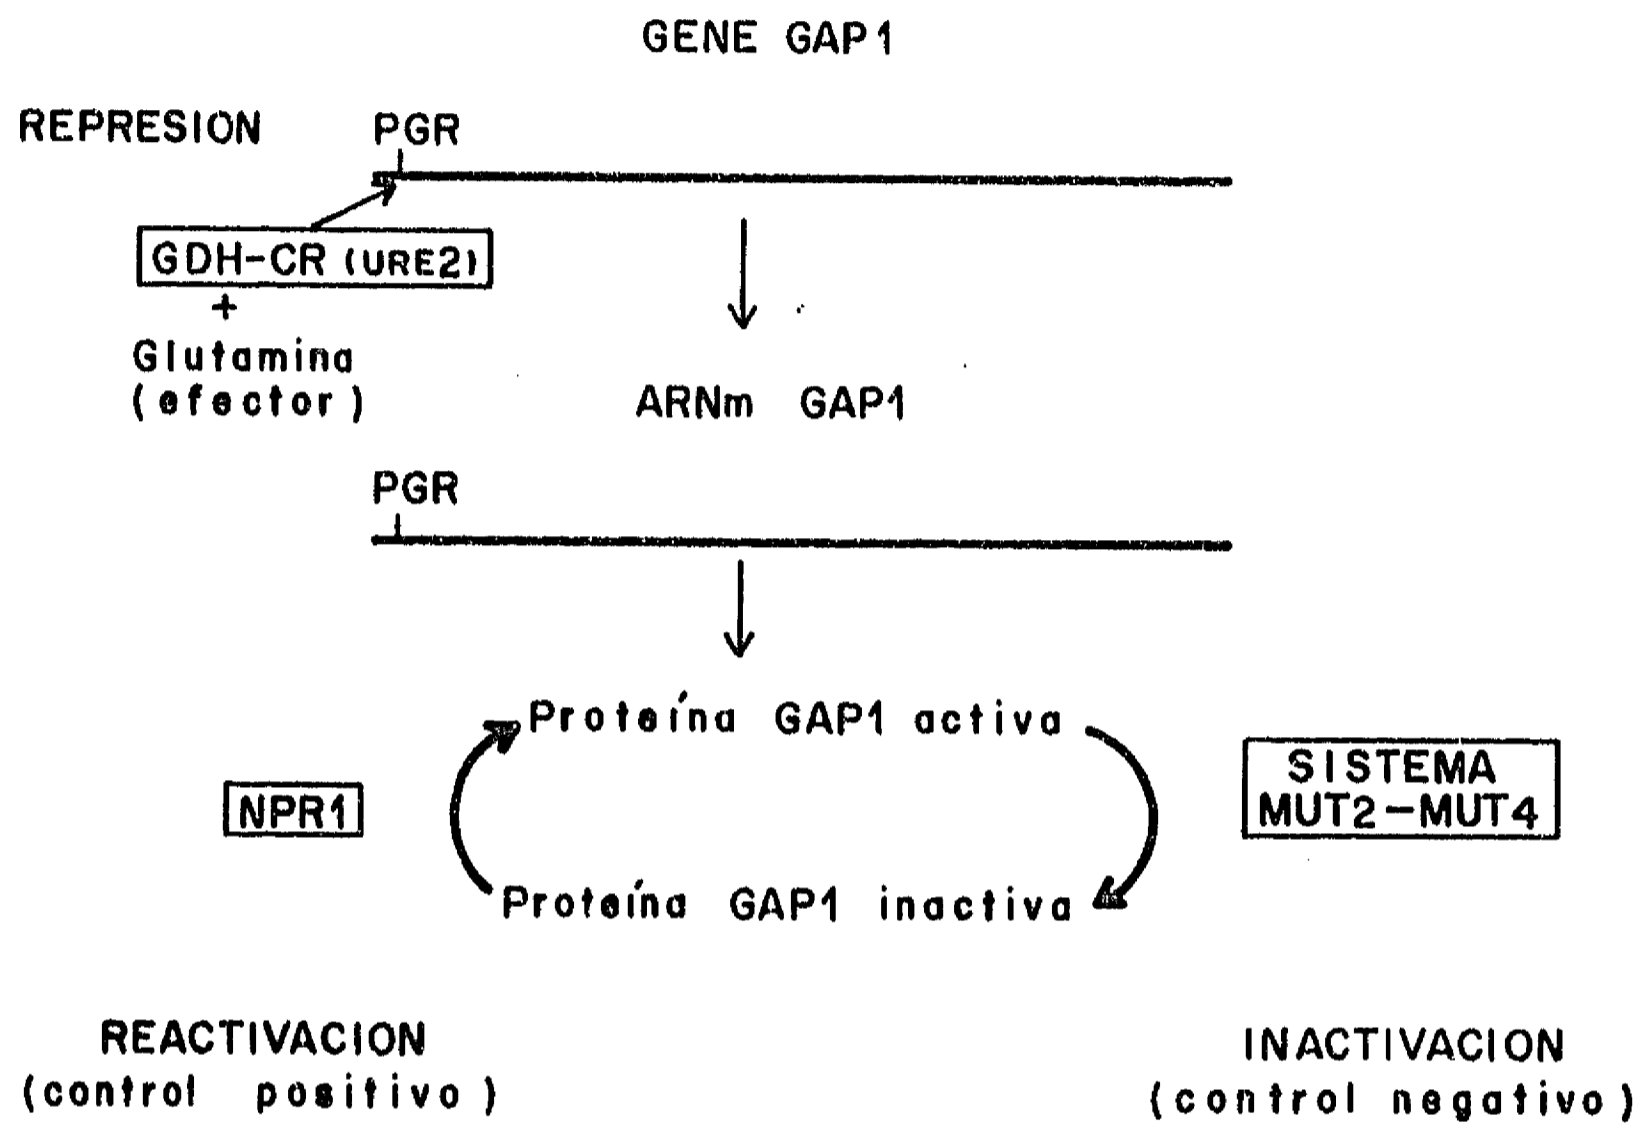 GENE GAP1
REPRESION PGR
GDH-CR (URE2)
+
Glutamina
(efector)
ARNm GAP1
PGR
Proteína GAP1 activa
NPR1
SISTEMA
MUT2-MUT4
Proteína GAP1 inactiva
REACTIVACION
(control positivo)
INACTIVACION
(control negativo)